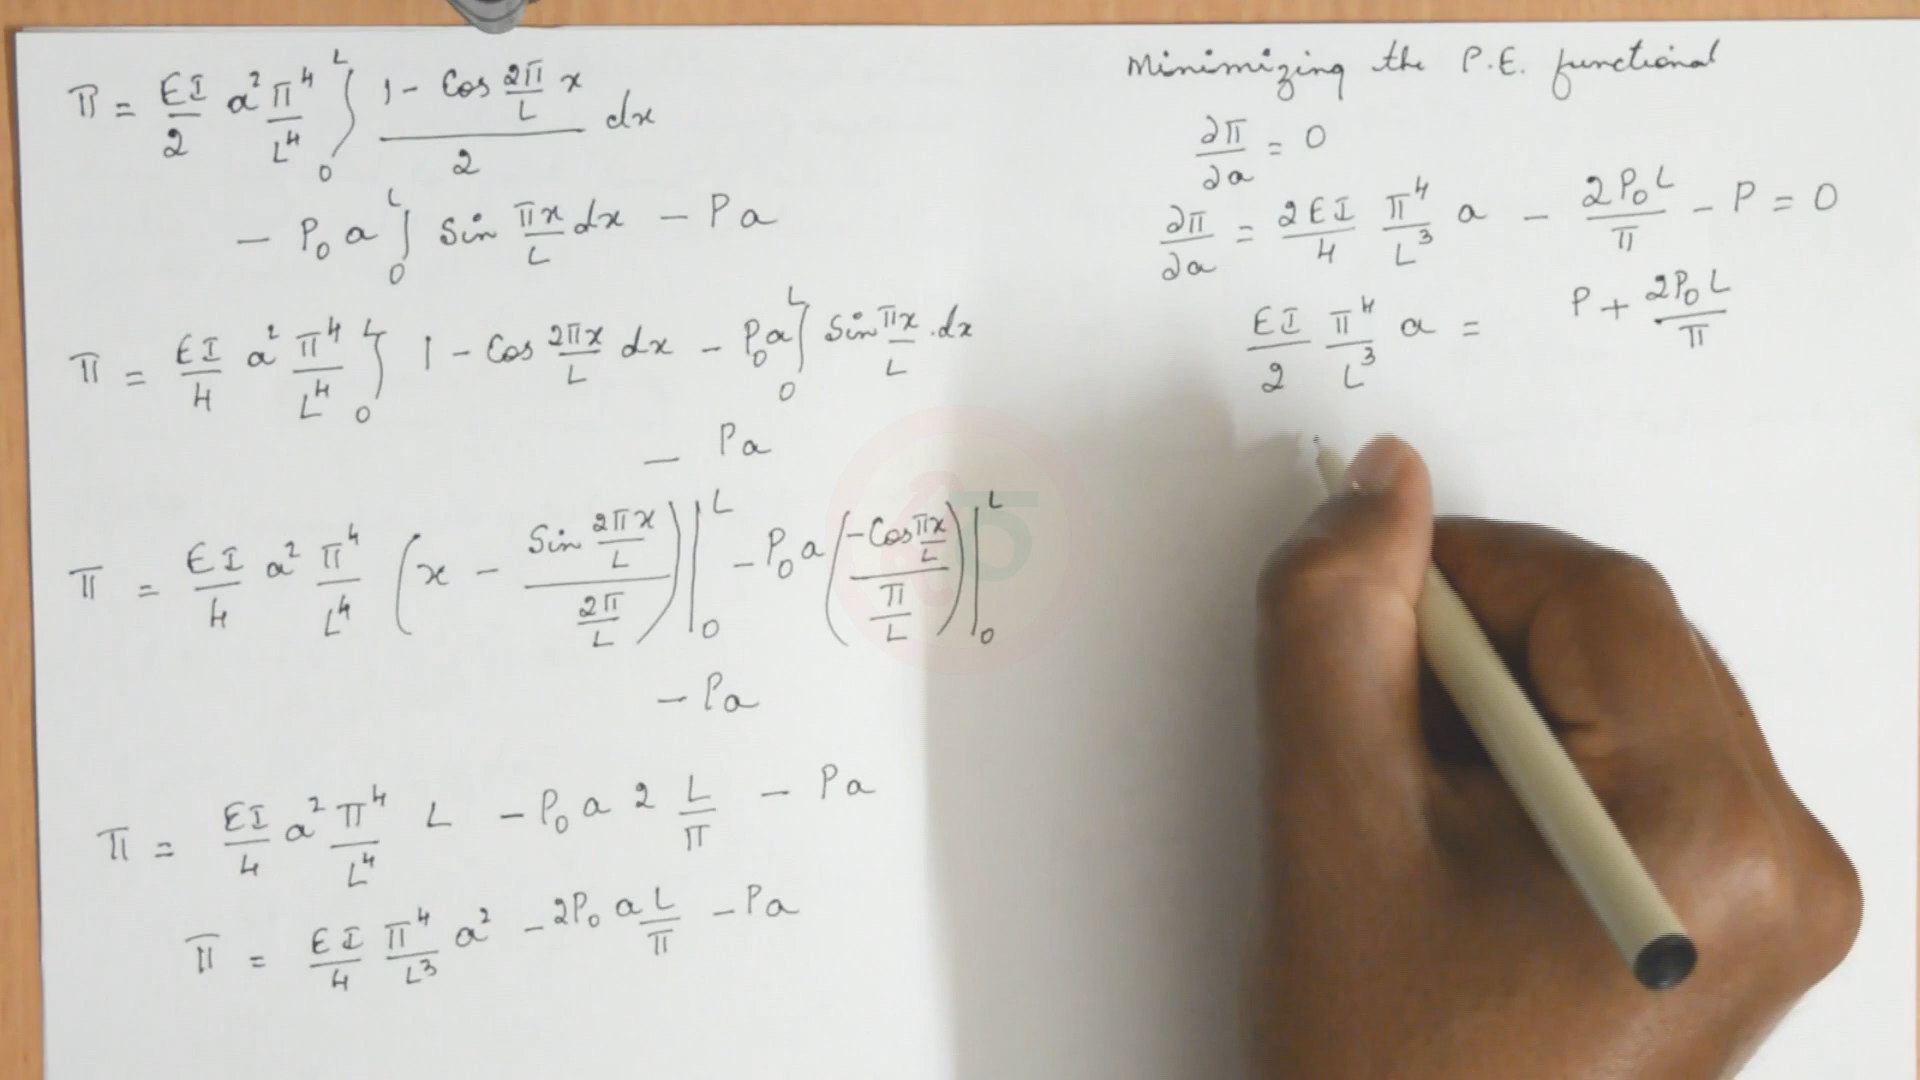 Π = EI/2 a² π⁴/L⁴ ∫₀ᴸ (1 - Cos 2π/L x)/2 dx
- P₀ a ∫₀ᴸ Sin πx/L dx - Pa
Π = EI/4 a² π⁴/L⁴ ∫₀ᴸ 1 - Cos 2πx/L dx - P₀a ∫₀ᴸ Sin πx/L . dx
- Pa
Π = EI/4 a² π⁴/L⁴ (x - (Sin 2πx/L)/(2π/L)) |₀ᴸ - P₀ a ((-Cos πx/L)/(π/L)) |₀ᴸ
- Pa
Π = EI/4 a² π⁴/L⁴ L - P₀ a 2 L/π - Pa
Π = EI/4 π⁴/L³ a² - 2P₀ a L/π - Pa
Minimizing the P.E. functional
∂π/∂a = 0
∂π/∂a = 2EI/4 π⁴/L³ a - 2P₀L/π - P = 0
EI/2 π⁴/L³ a = P + 2P₀L/π